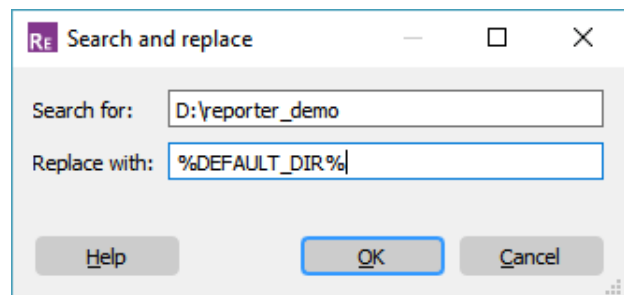 RE Search and replace
Search for: D:\reporter_demo
Replace with: %DEFAULT_DIR%
Help OK Cancel